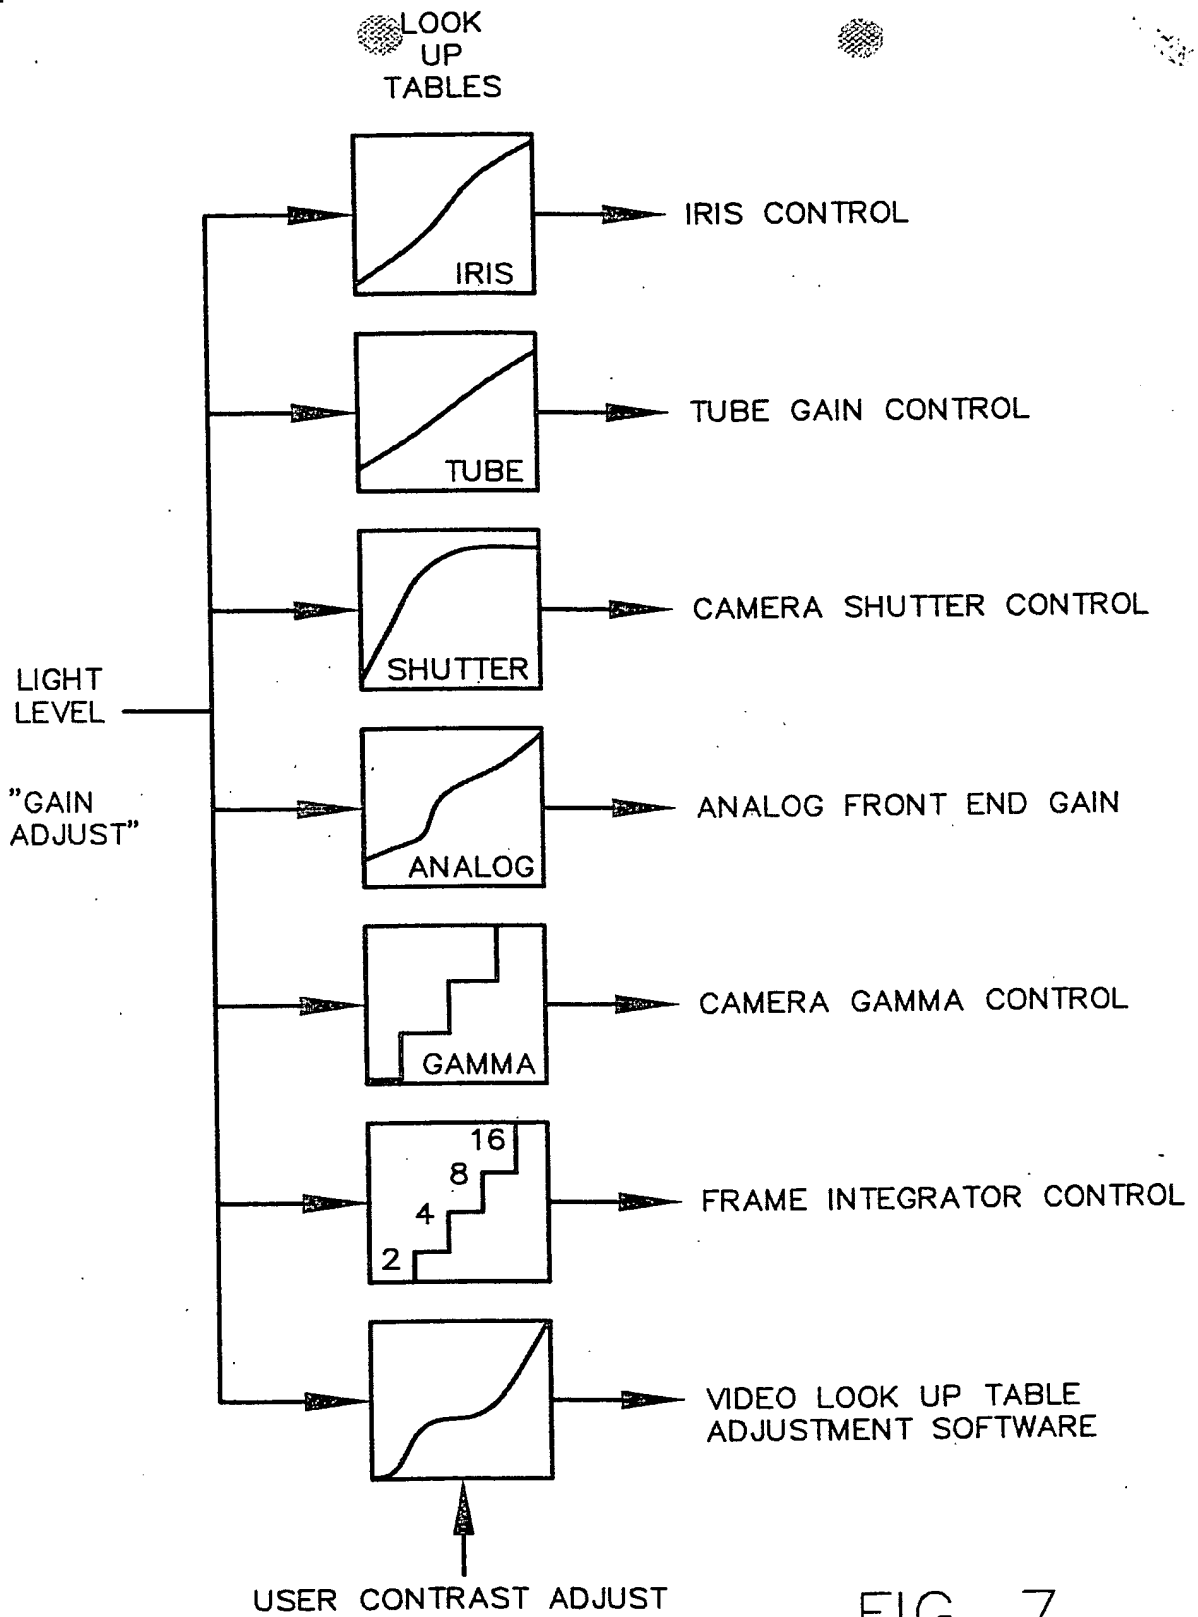 LOOK
UP
TABLES
IRIS
IRIS CONTROL
TUBE
TUBE GAIN CONTROL
SHUTTER
CAMERA SHUTTER CONTROL
LIGHT
LEVEL
"GAIN
ADJUST"
ANALOG
ANALOG FRONT END GAIN
GAMMA
CAMERA GAMMA CONTROL
16
8
4
2
FRAME INTEGRATOR CONTROL
VIDEO LOOK UP TABLE
ADJUSTMENT SOFTWARE
USER CONTRAST ADJUST
FIG. 7